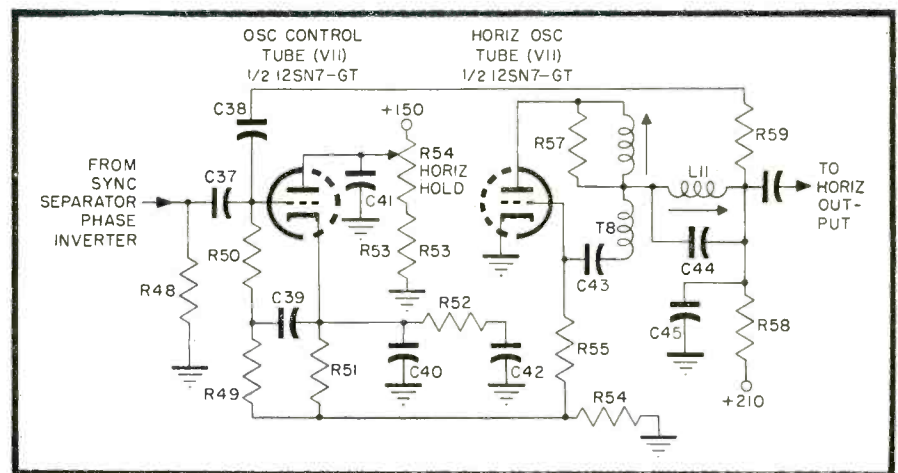 OSC CONTROL
TUBE (V11)
1/2 12SN7-GT
HORIZ OSC
TUBE (V11)
1/2 12SN7-GT
C38
+150
R54
HORIZ
HOLD
R57
R59
FROM
SYNC
SEPARATOR
PHASE
INVERTER
C37
C41
L11
TO
HORIZ
OUT-
PUT
R50
R53
R53
T8
C43
C44
R48
C39
R52
R55
C45
R58
R49
R51
C40
C42
R54
+210